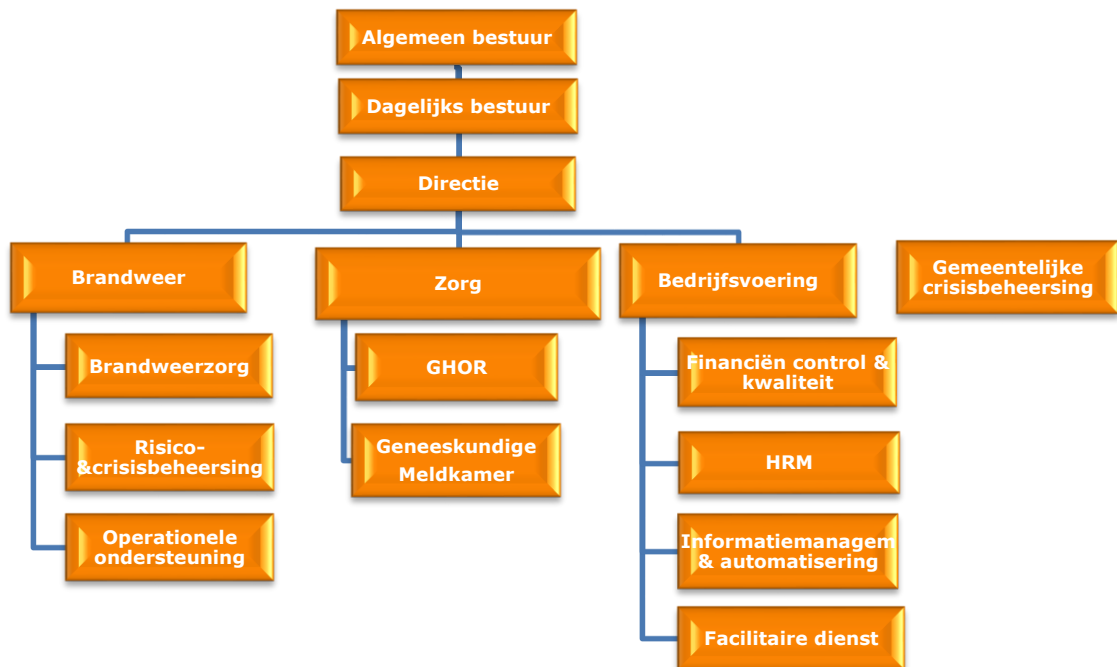 Algemeen bestuur
Dagelijks bestuur
Directie
Brandweer
Zorg
Bedrijfsvoering
Gemeentelijke
crisisbeheersing
Brandweerzorg
Risico-
&crisisbeheersing
Operationele
ondersteuning
GHOR
Geneeskundige
Meldkamer
Financiën control &
kwaliteit
HRM
Informatiemanagem
& automatisering
Facilitaire dienst